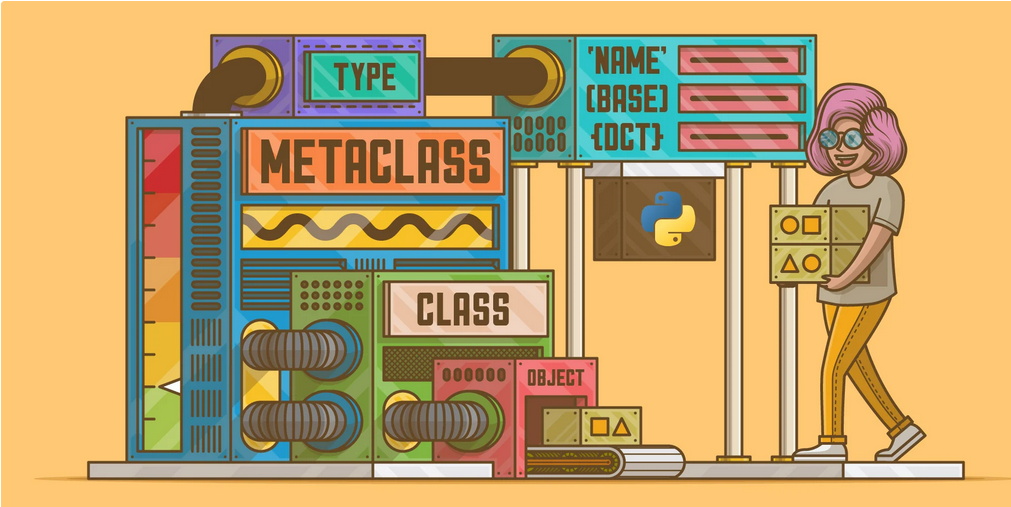 TYPE
'NAME'
(BASE)
{DCT}
METACLASS
CLASS
OBJECT